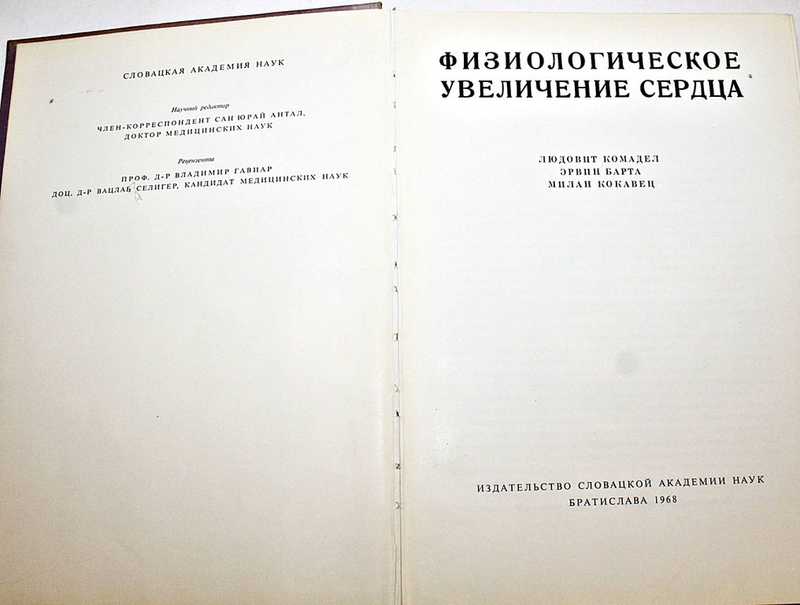 СЛОВАЦКАЯ АКАДЕМИЯ НАУК
Научный редактор
ЧЛЕН-КОРРЕСПОНДЕНТ САН ЮРАЙ АНТАЛ,
ДОКТОР МЕДИЦИНСКИХ НАУК
Рецензенты
ПРОФ. Д-Р ВЛАДИМИР ГАВИАР
ДОЦ. Д-Р ВАЦЛАВ СЕЛИГЕР, КАНДИДАТ МЕДИЦИНСКИХ НАУК
ФИЗИОЛОГИЧЕСКОЕ
УВЕЛИЧЕНИЕ СЕРДЦА
ЛЮДОВИТ КОМАДЕЛ
ЭРВИН БАРТА
МИЛАН КОКАВЕЦ
ИЗДАТЕЛЬСТВО СЛОВАЦКОЙ АКАДЕМИИ НАУК
БРАТИСЛАВА 1968